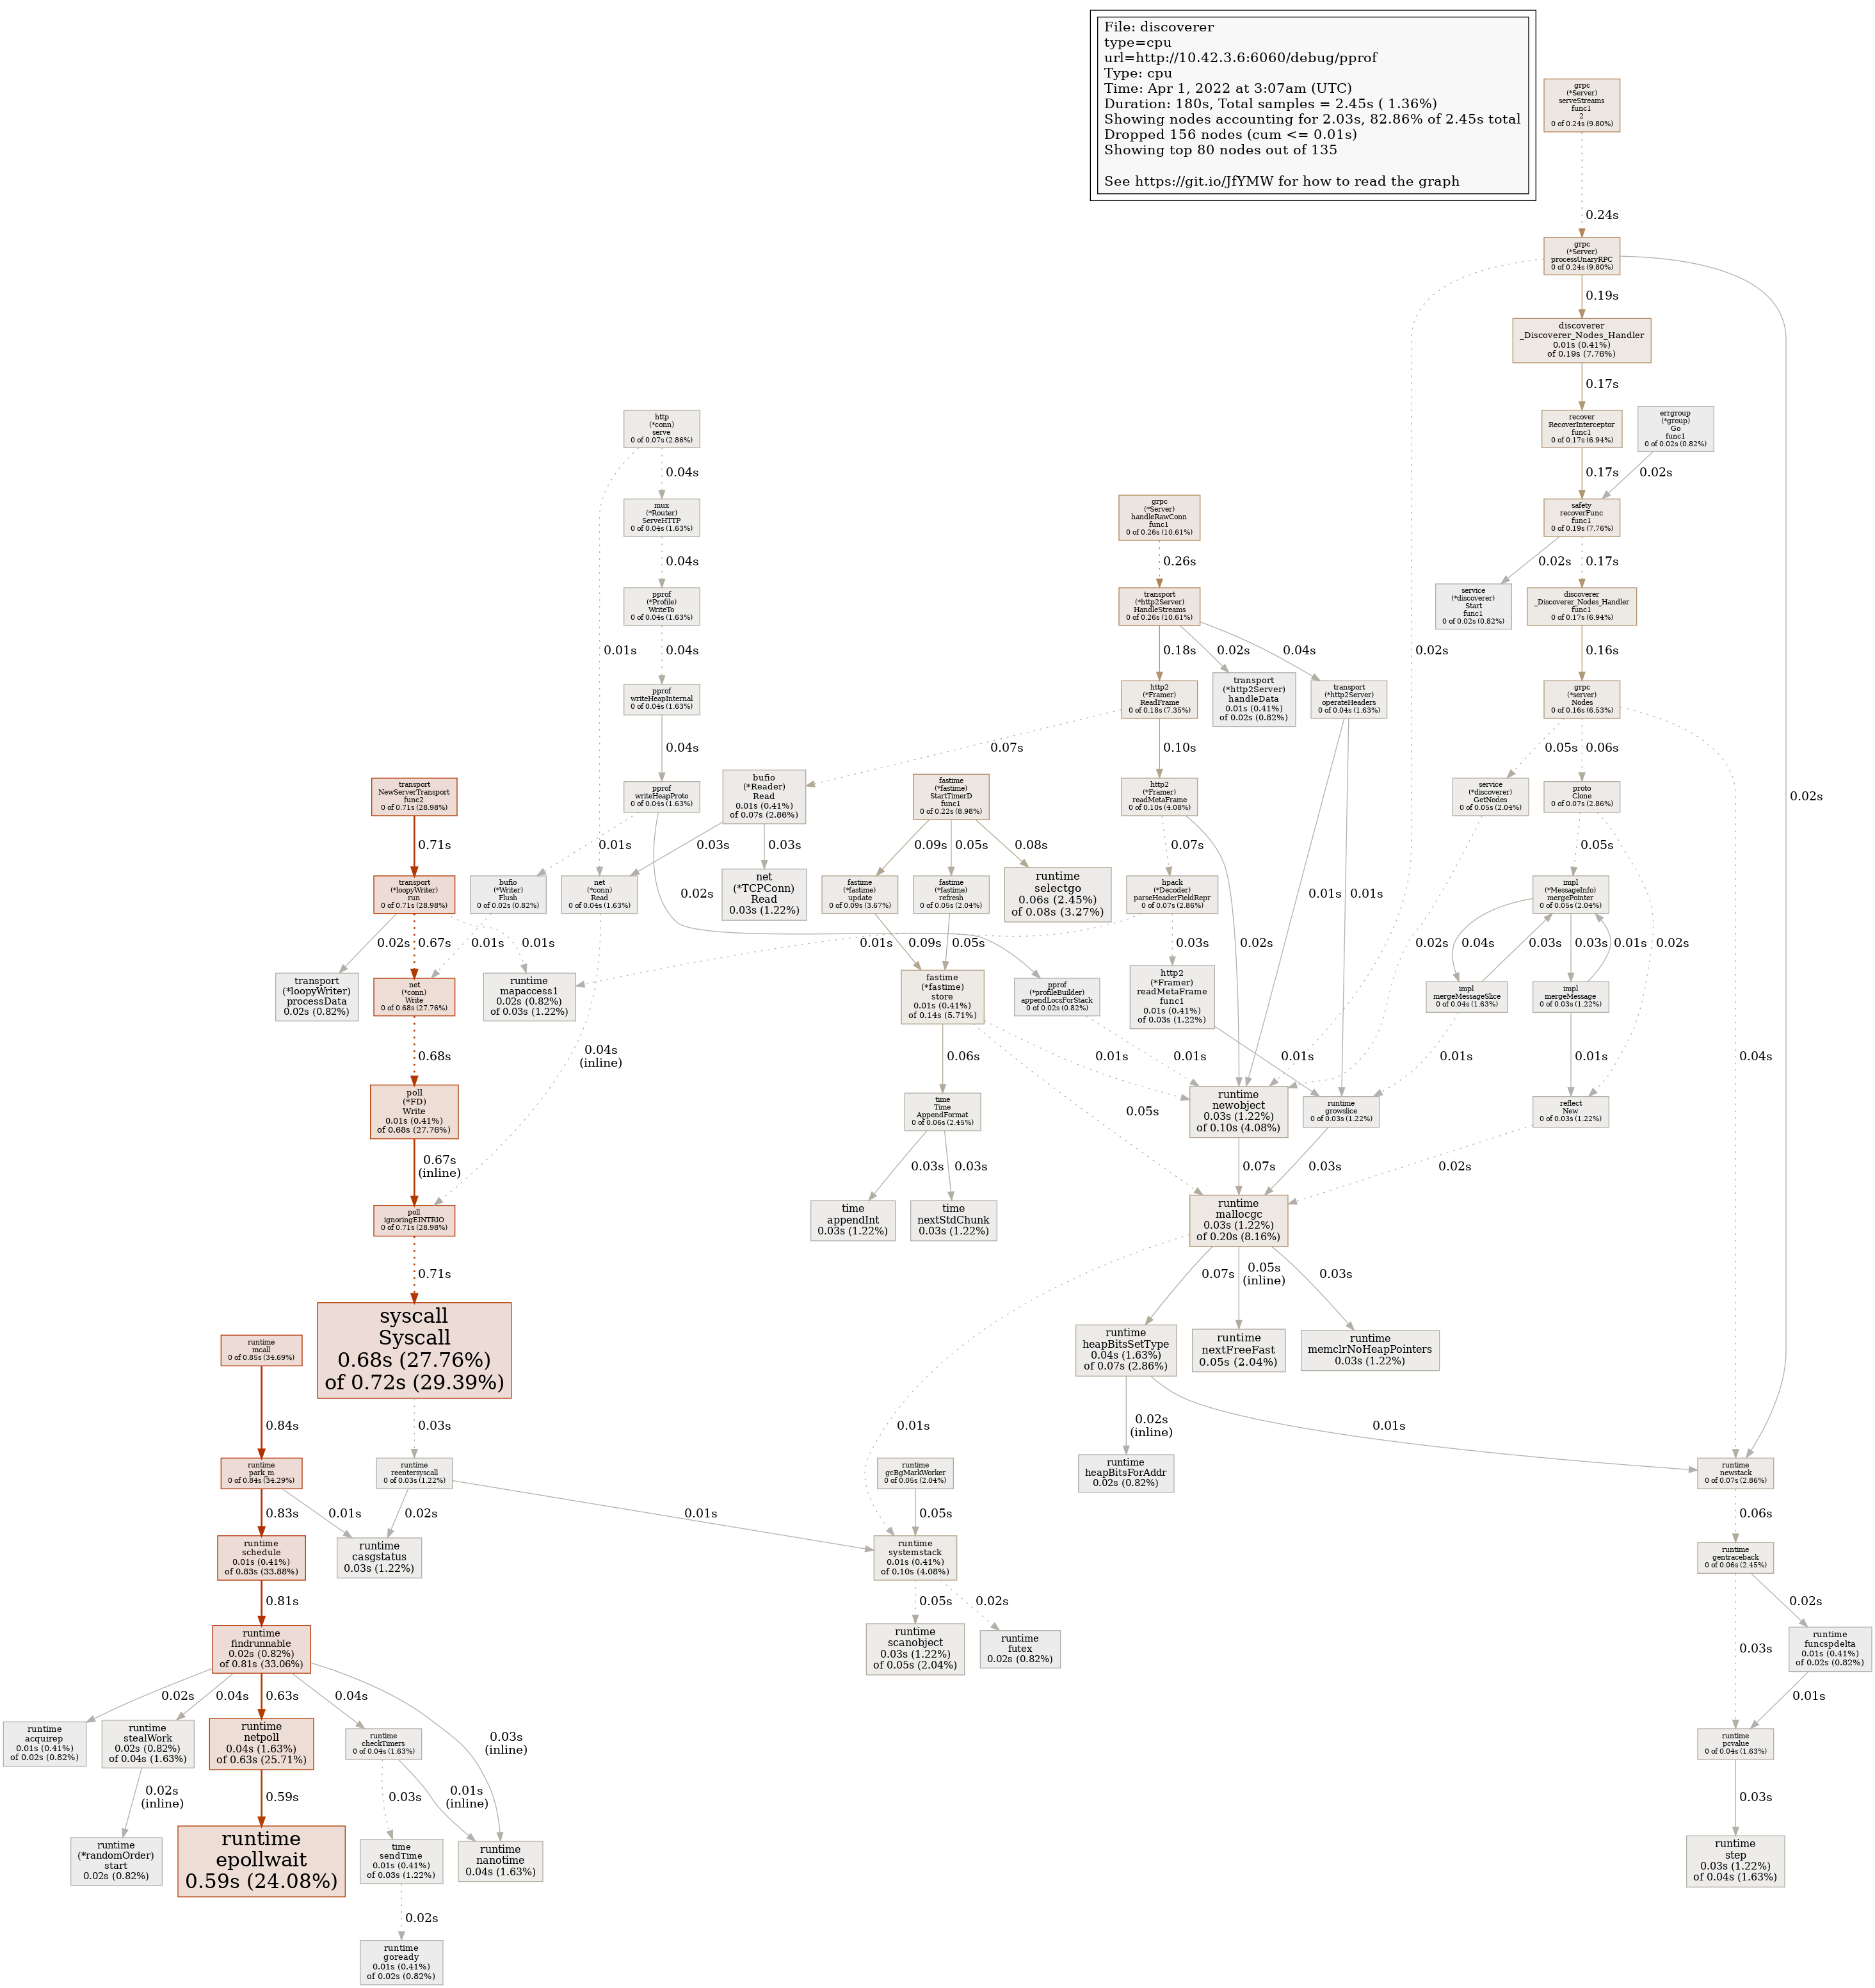 File: discoverer
type=cpu
url=http://10.42.3.6:6060/debug/pprof
Type: cpu
Time: Apr 1, 2022 at 3:07am (UTC)
Duration: 180s, Total samples = 2.45s ( 1.36%)
Showing nodes accounting for 2.03s, 82.86% of 2.45s total
Dropped 156 nodes (cum <= 0.01s)
Showing top 80 nodes out of 135
See https://git.io/JfYMW for how to read the graph
grpc
(*Server)
serveStreams
func1
2
0 of 0.24s (9.80%)
0.24s
grpc
(*Server)
processUnaryRPC
0 of 0.24s (9.80%)
0.19s
discoverer
_Discoverer_Nodes_Handler
0.01s (0.41%)
of 0.19s (7.76%)
0.17s
http
(*conn)
serve
0 of 0.07s (2.86%)
recover
RecoverInterceptor
func1
0 of 0.17s (6.94%)
errgroup
(*group)
Go
func1
0 of 0.02s (0.82%)
0.04s
0.17s
0.02s
mux
(*Router)
ServeHTTP
0 of 0.04s (1.63%)
grpc
(*Server)
handleRawConn
func1
0 of 0.26s (10.61%)
safety
recoverFunc
func1
0 of 0.19s (7.76%)
0.04s
0.26s
0.02s
0.17s
pprof
(*Profile)
WriteTo
0 of 0.04s (1.63%)
transport
(*http2Server)
HandleStreams
0 of 0.26s (10.61%)
service
(*discoverer)
Start
func1
0 of 0.02s (0.82%)
discoverer
_Discoverer_Nodes_Handler
func1
0 of 0.17s (6.94%)
0.01s
0.04s
0.18s
0.02s
0.04s
0.02s
0.16s
pprof
writeHeapInternal
0 of 0.04s (1.63%)
http2
(*Framer)
ReadFrame
0 of 0.18s (7.35%)
transport
(*http2Server)
handleData
0.01s (0.41%)
of 0.02s (0.82%)
transport
(*http2Server)
operateHeaders
0 of 0.04s (1.63%)
grpc
(*server)
Nodes
0 of 0.16s (6.53%)
0.04s
0.07s
0.10s
0.05s
0.06s
0.02s
transport
NewServerTransport
func2
0 of 0.71s (28.98%)
pprof
writeHeapProto
0 of 0.04s (1.63%)
bufio
(*Reader)
Read
0.01s (0.41%)
of 0.07s (2.86%)
fastime
(*fastime)
StartTimerD
func1
0 of 0.22s (8.98%)
http2
(*Framer)
readMetaFrame
0 of 0.10s (4.08%)
service
(*discoverer)
GetNodes
0 of 0.05s (2.04%)
proto
Clone
0 of 0.07s (2.86%)
0.71s
0.01s
0.03s
0.03s
0.09s
0.05s
0.08s
0.07s
0.05s
transport
(*loopyWriter)
run
0 of 0.71s (28.98%)
bufio
(*Writer)
Flush
0 of 0.02s (0.82%)
net
(*conn)
Read
0 of 0.04s (1.63%)
0.02s
net
(*TCPConn)
Read
0.03s (1.22%)
fastime
(*fastime)
update
0 of 0.09s (3.67%)
fastime
(*fastime)
refresh
0 of 0.05s (2.04%)
runtime
selectgo
0.06s (2.45%)
of 0.08s (3.27%)
hpack
(*Decoder)
parseHeaderFieldRepr
0 of 0.07s (2.86%)
0.01s
0.01s
impl
(*MessageInfo)
mergePointer
0 of 0.05s (2.04%)
0.02s
0.67s
0.01s
0.01s
0.01s
0.09s
0.05s
0.03s
0.02s
0.02s
0.04s
0.03s
0.03s
0.01s
0.02s
transport
(*loopyWriter)
processData
0.02s (0.82%)
net
(*conn)
Write
0 of 0.68s (27.76%)
runtime
mapaccess1
0.02s (0.82%)
of 0.03s (1.22%)
fastime
(*fastime)
store
0.01s (0.41%)
of 0.14s (5.71%)
pprof
(*profileBuilder)
appendLocsForStack
0 of 0.02s (0.82%)
http2
(*Framer)
readMetaFrame
func1
0.01s (0.41%)
of 0.03s (1.22%)
impl
mergeMessageSlice
0 of 0.04s (1.63%)
impl
mergeMessage
0 of 0.03s (1.22%)
0.68s
0.04s
(inline)
0.06s
0.01s
0.01s
0.01s
0.01s
0.01s
0.04s
poll
(*FD)
Write
0.01s (0.41%)
of 0.68s (27.76%)
time
Time
AppendFormat
0 of 0.06s (2.45%)
0.05s
runtime
newobject
0.03s (1.22%)
of 0.10s (4.08%)
runtime
growslice
0 of 0.03s (1.22%)
reflect
New
0 of 0.03s (1.22%)
0.67s
(inline)
0.03s
0.03s
0.07s
0.03s
0.02s
poll
ignoringEINTRIO
0 of 0.71s (28.98%)
time
appendInt
0.03s (1.22%)
time
nextStdChunk
0.03s (1.22%)
runtime
mallocgc
0.03s (1.22%)
of 0.20s (8.16%)
0.71s
0.07s
0.05s
(inline)
0.03s
syscall
Syscall
0.68s (27.76%)
of 0.72s (29.39%)
runtime
mcall
0 of 0.85s (34.69%)
runtime
heapBitsSetType
0.04s (1.63%)
of 0.07s (2.86%)
runtime
nextFreeFast
0.05s (2.04%)
runtime
memclrNoHeapPointers
0.03s (1.22%)
0.84s
0.03s
0.01s
0.02s
(inline)
0.01s
runtime
park_m
0 of 0.84s (34.29%)
runtime
reentersyscall
0 of 0.03s (1.22%)
runtime
gcBgMarkWorker
0 of 0.05s (2.04%)
runtime
heapBitsForAddr
0.02s (0.82%)
runtime
newstack
0 of 0.07s (2.86%)
0.83s
0.01s
0.02s
0.01s
0.05s
0.06s
runtime
schedule
0.01s (0.41%)
of 0.83s (33.88%)
runtime
casgstatus
0.03s (1.22%)
runtime
systemstack
0.01s (0.41%)
of 0.10s (4.08%)
runtime
gentraceback
0 of 0.06s (2.45%)
0.81s
0.05s
0.02s
0.02s
runtime
findrunnable
0.02s (0.82%)
of 0.81s (33.06%)
runtime
scanobject
0.03s (1.22%)
of 0.05s (2.04%)
runtime
futex
0.02s (0.82%)
0.03s
runtime
funcspdelta
0.01s (0.41%)
of 0.02s (0.82%)
0.02s
0.04s
0.63s
0.04s
0.03s
(inline)
0.01s
runtime
acquirep
0.01s (0.41%)
of 0.02s (0.82%)
runtime
stealWork
0.02s (0.82%)
of 0.04s (1.63%)
runtime
netpoll
0.04s (1.63%)
of 0.63s (25.71%)
runtime
checkTimers
0 of 0.04s (1.63%)
runtime
pcvalue
0 of 0.04s (1.63%)
0.02s
(inline)
0.59s
0.03s
0.01s
(inline)
0.03s
runtime
(*randomOrder)
start
0.02s (0.82%)
runtime
epollwait
0.59s (24.08%)
time
sendTime
0.01s (0.41%)
of 0.03s (1.22%)
runtime
nanotime
0.04s (1.63%)
runtime
step
0.03s (1.22%)
of 0.04s (1.63%)
0.02s
runtime
goready
0.01s (0.41%)
of 0.02s (0.82%)